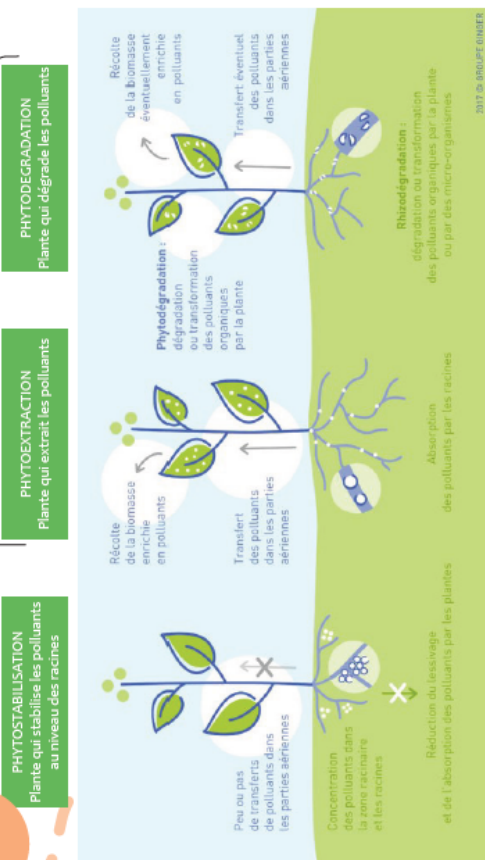 PHYTOSTABILISATION
Plante qui stabilise les polluants
au niveau des racines
PHYTOEXTRACTION
Plante qui extrait les polluants
PHYTODEGRADATION
Plante qui dégrade les polluants
Peu ou pas
de transferts
de polluants dans
les parties aériennes
Concentration
des polluants dans
la zone racinaire
et les racines
Réduction du lessivage
et de l'absorption des polluants par les plantes
Récolte
de la biomasse
enrichie
en polluants
Transfert
des polluants
dans les parties
aériennes
Absorption
des polluants par les racines
Phytodégradation :
dégradation
ou transformation
des polluants
organiques
par la plante
Récolte
de la biomasse
éventuellement
enrichie
en polluants
Transfert éventuel
des polluants
dans les parties
aériennes
Rhizodégradation :
dégradation ou transformation
des polluants organiques par la plante
ou par des micro-organismes
2017 © GROUPE GINGER